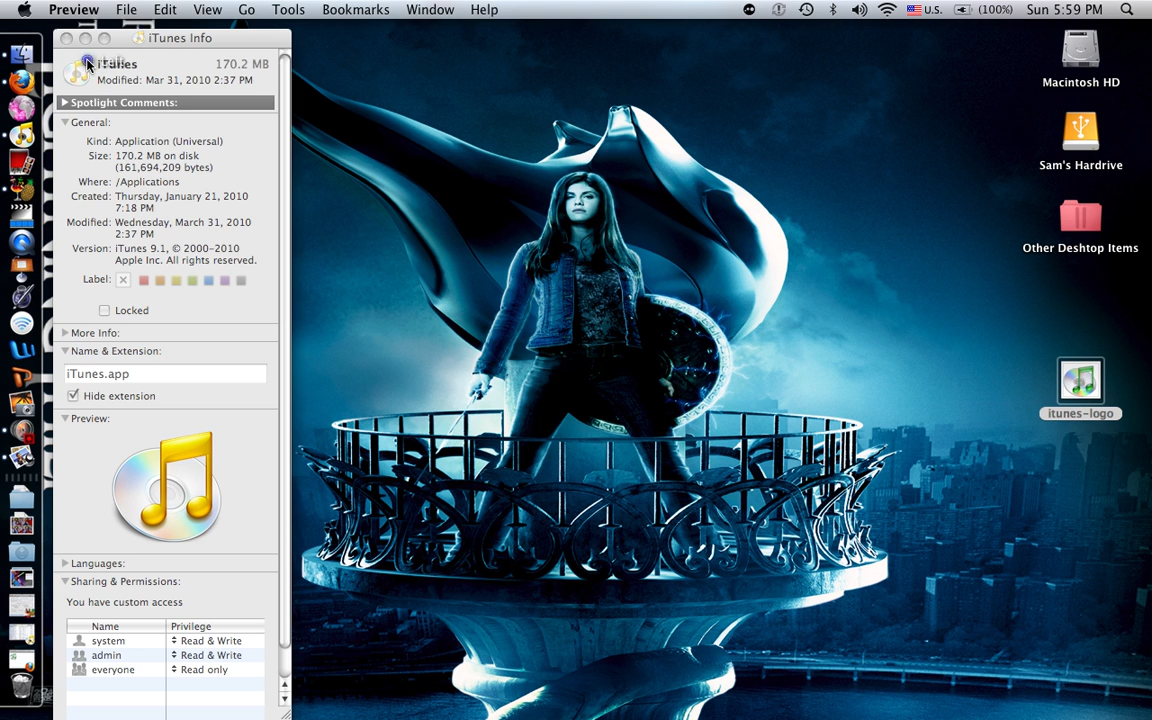 Preview File Edit View Go Tools Bookmarks Window Help U.S. (100%) Sun 5:59 PM
iTunes Info
iTunes 170.2 MB
Modified: Mar 31, 2010 2:37 PM
Spotlight Comments:
General:
Kind: Application (Universal)
Size: 170.2 MB on disk
(161,694,209 bytes)
Where: /Applications
Created: Thursday, January 21, 2010
7:18 PM
Modified: Wednesday, March 31, 2010
2:37 PM
Version: iTunes 9.1, © 2000-2010
Apple Inc. All rights reserved.
Label:
Locked
More Info:
Name & Extension:
iTunes.app
Hide extension
Preview:
Languages:
Sharing & Permissions:
You have custom access
Name Privilege
system Read & Write
admin Read & Write
everyone Read only
Macintosh HD
Sam's Hardrive
Other Desktop Items
itunes-logo